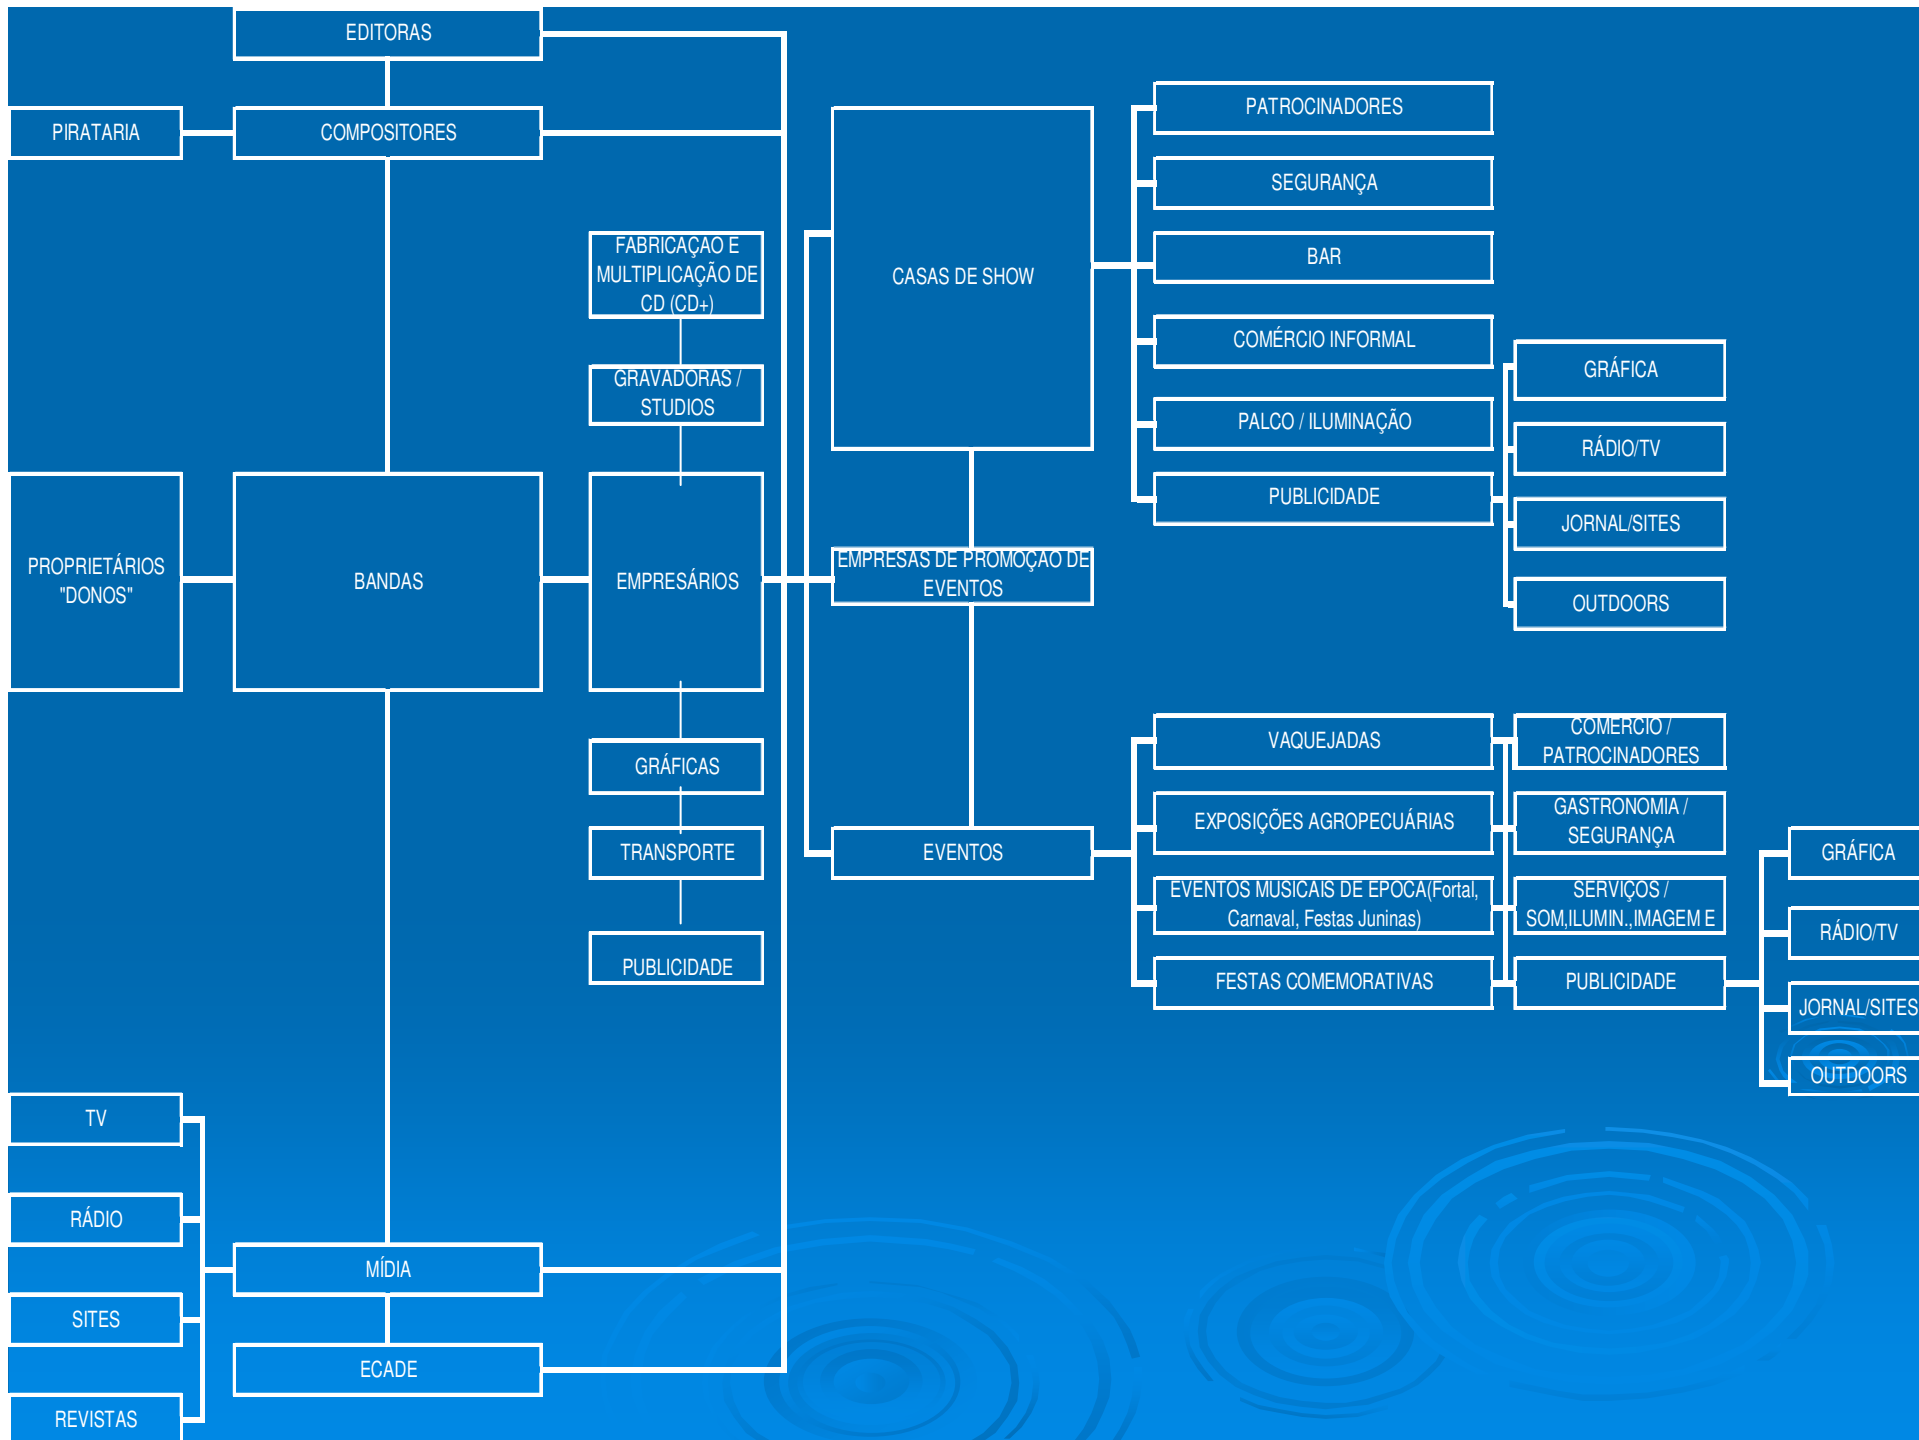 EDITORAS
PIRATARIA
COMPOSITORES
PATROCINADORES
SEGURANÇA
FABRICAÇAO E
MULTIPLICAÇÃO DE
CD (CD+)
CASAS DE SHOW
BAR
COMÉRCIO INFORMAL
GRAVADORAS /
STUDIOS
PALCO / ILUMINAÇÃO
PUBLICIDADE
GRÁFICA
RÁDIO/TV
JORNAL/SITES
OUTDOORS
PROPRIETÁRIOS
"DONOS"
BANDAS
EMPRESÁRIOS
EMPRESAS DE PROMOÇAO DE
EVENTOS
GRÁFICAS
TRANSPORTE
PUBLICIDADE
EVENTOS
VAQUEJADAS
EXPOSIÇÕES AGROPECUÁRIAS
EVENTOS MUSICAIS DE EPOCA(Fortal,
Carnaval, Festas Juninas)
FESTAS COMEMORATIVAS
COMERCIO /
PATROCINADORES
GASTRONOMIA /
SEGURANÇA
SERVIÇOS /
SOM,ILUMIN.,IMAGEM E
PUBLICIDADE
GRÁFICA
RÁDIO/TV
JORNAL/SITES
OUTDOORS
TV
RÁDIO
SITES
REVISTAS
MÍDIA
ECADE